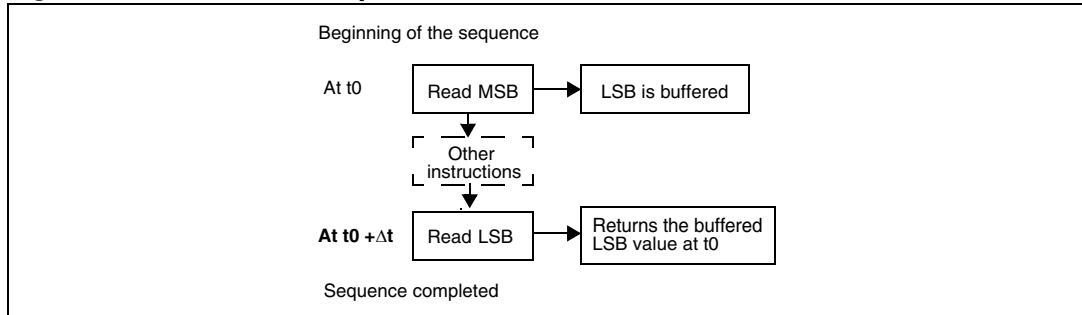 Beginning of the sequence
At t0
Read MSB
LSB is buffered
Other
instructions
At t0 +Δt
Read LSB
Returns the buffered
LSB value at t0
Sequence completed